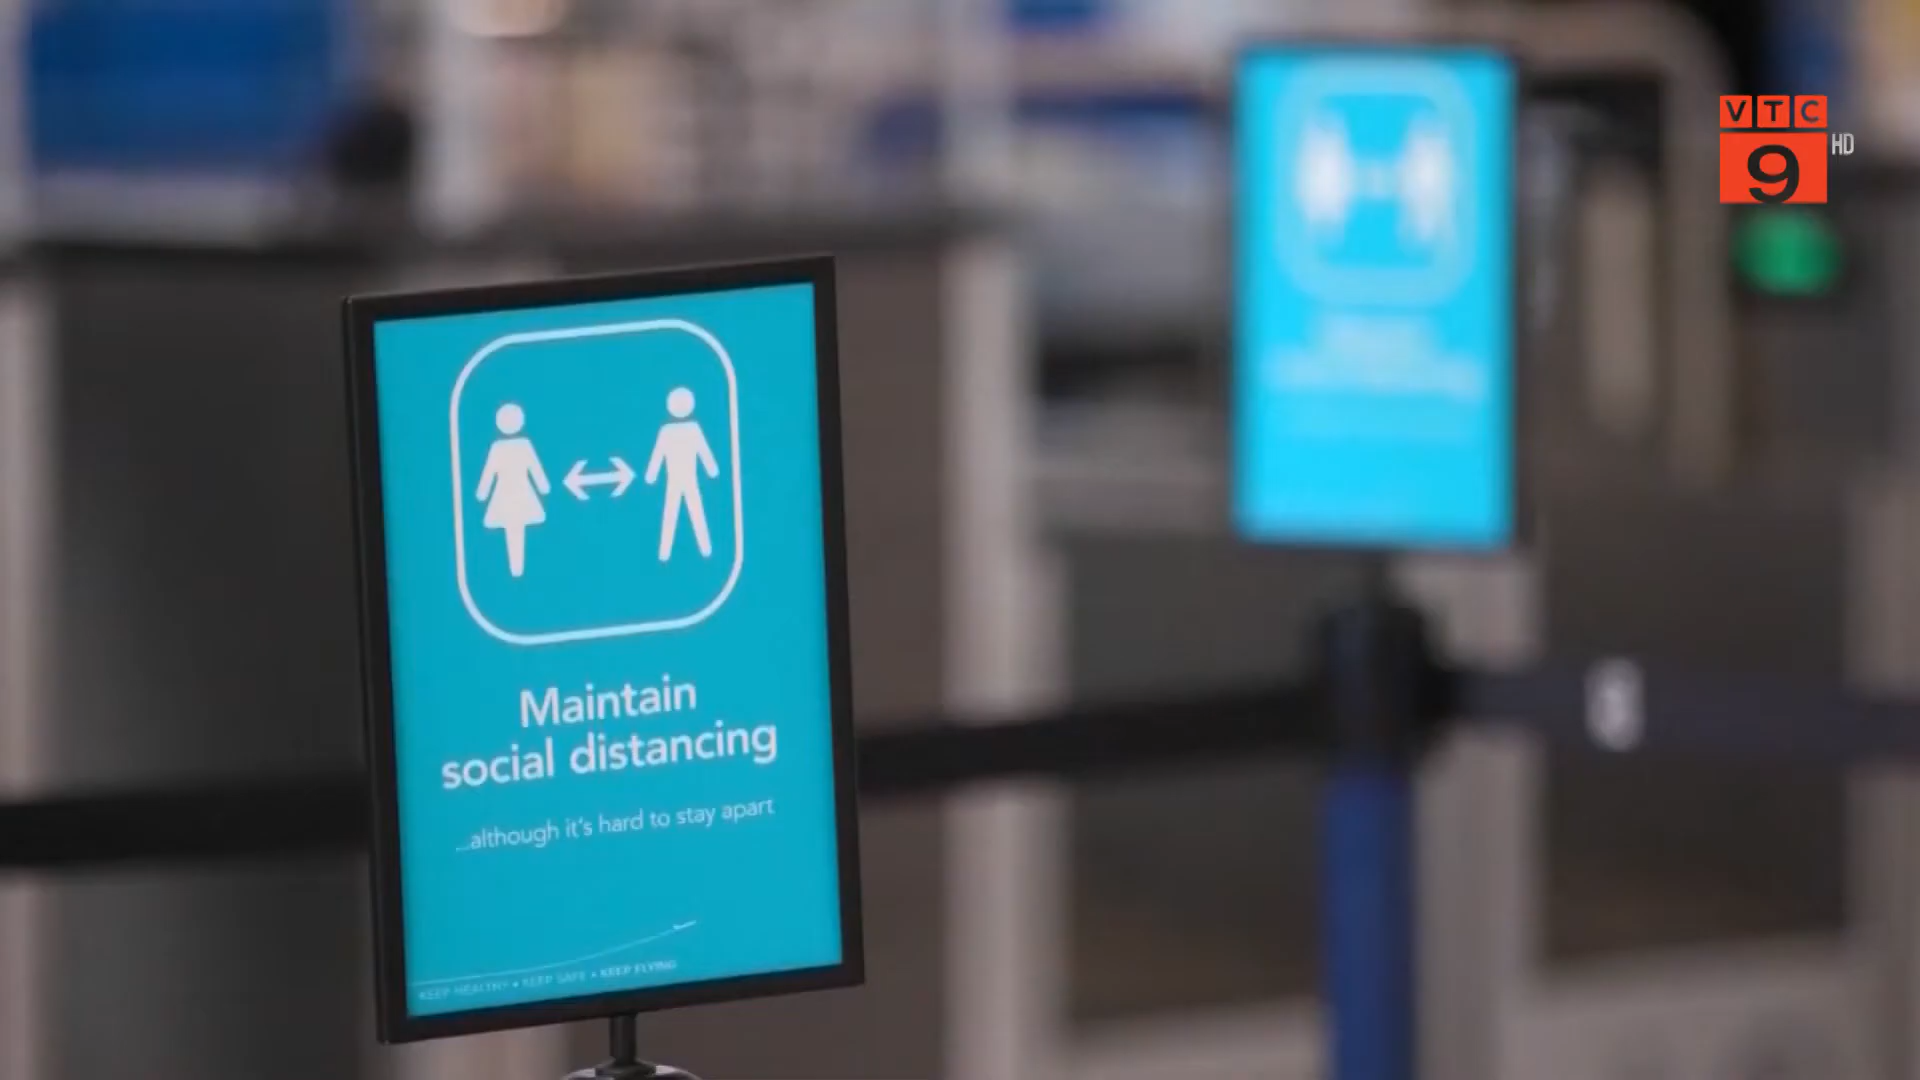 VTC
9
HD
Maintain
social distancing
...although it's hard to stay apart
KEEP HEALTHY • KEEP SAFE • KEEP FLYING